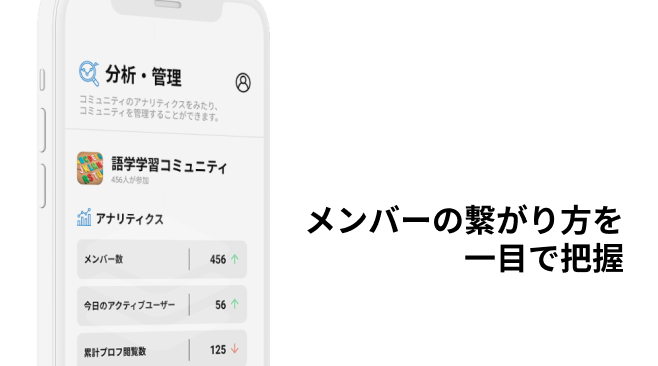 分析・管理
コミュニティのアナリティクスをみたり、
コミュニティを管理することができます。
語学学習コミュニティ
456人が参加
アナリティクス
メンバー数 456
今日のアクティブユーザー 56
累計プロフ閲覧数 125
メンバーの繋がり方を
一目で把握